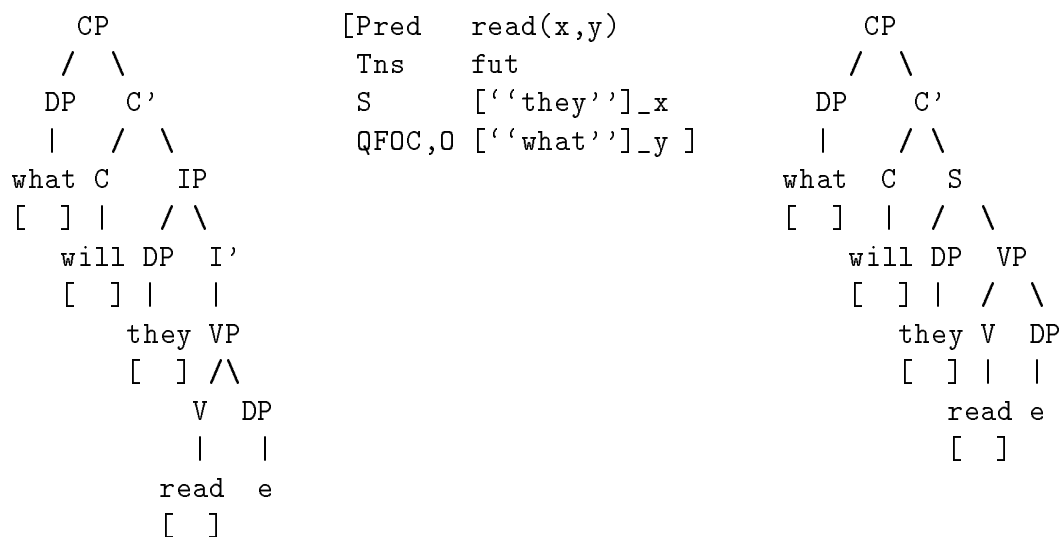 CP [Pred read(x,y) CP
/ \ Tns fut / \
DP C' S [‘‘they’’]_x DP C'
| / \ QFOC,O [‘‘what’’]_y ] | / \
what C IP what C S
[ ] | / \ [ ] | / \
will DP I' will DP VP
[ ] | | [ ] | / \
they VP they V DP
[ ] /\ [ ] | |
V DP read e
| | [ ]
read e
[ ]